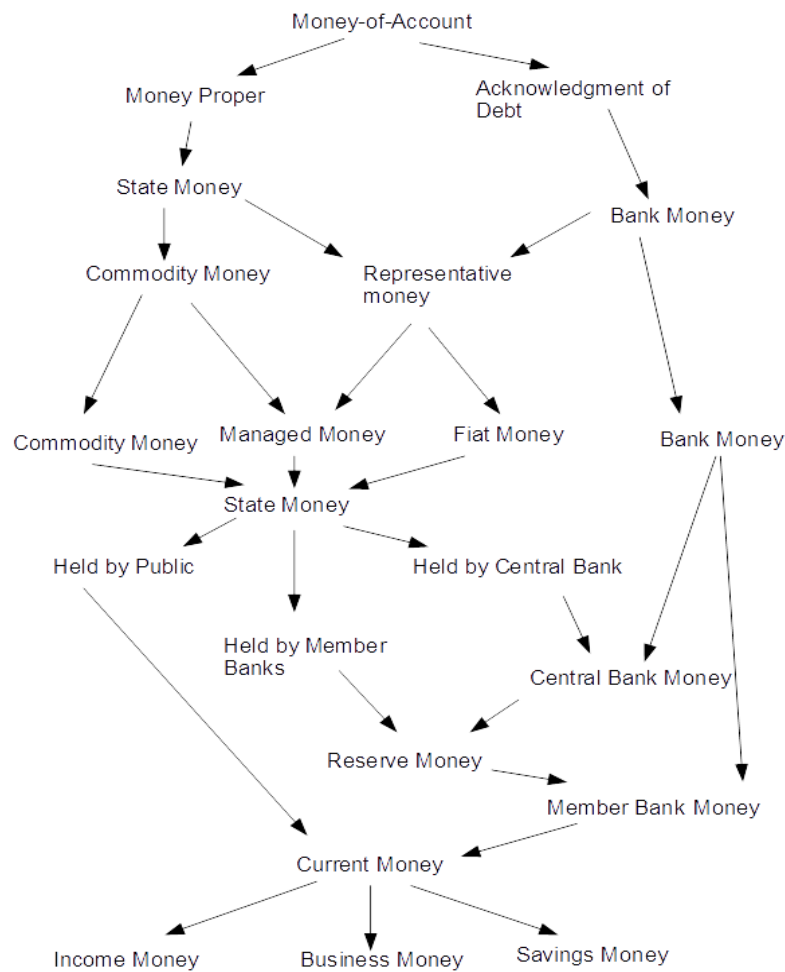 Money-of-Account
Money Proper
Acknowledgment of
Debt
State Money
Bank Money
Commodity Money
Representative
money
Commodity Money
Managed Money
Fiat Money
Bank Money
State Money
Held by Public
Held by Central Bank
Held by Member
Banks
Central Bank Money
Reserve Money
Member Bank Money
Current Money
Income Money
Business Money
Savings Money